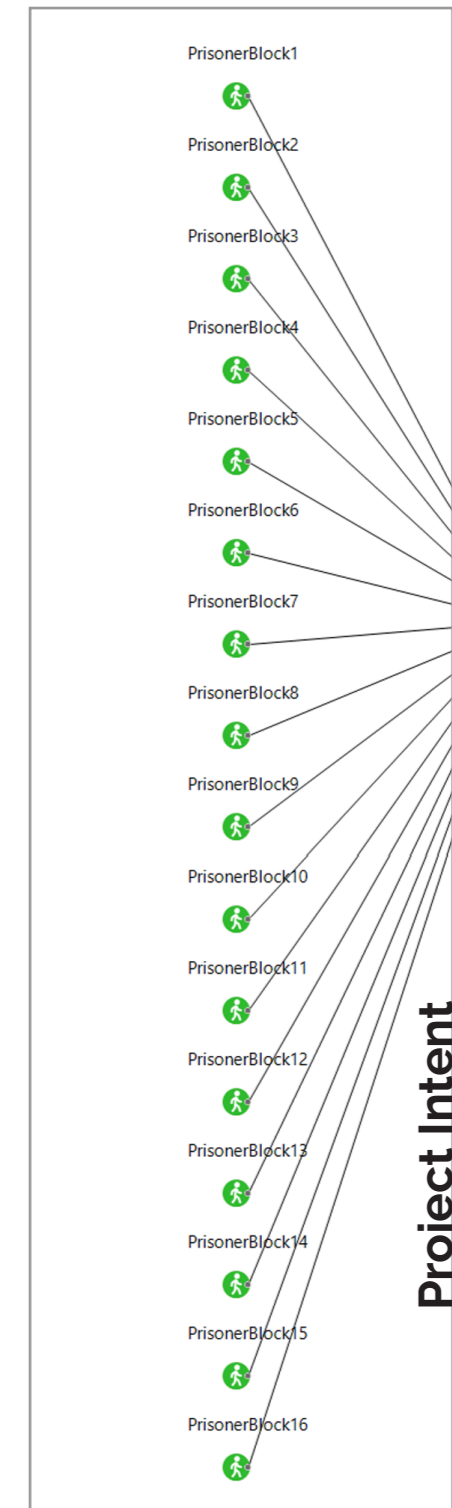 PrisonerBlock1
PrisonerBlock2
PrisonerBlock3
PrisonerBlock4
PrisonerBlock5
PrisonerBlock6
PrisonerBlock7
PrisonerBlock8
PrisonerBlock9
PrisonerBlock10
PrisonerBlock11
PrisonerBlock12
PrisonerBlock13
PrisonerBlock14
PrisonerBlock15
PrisonerBlock16
Project Intent